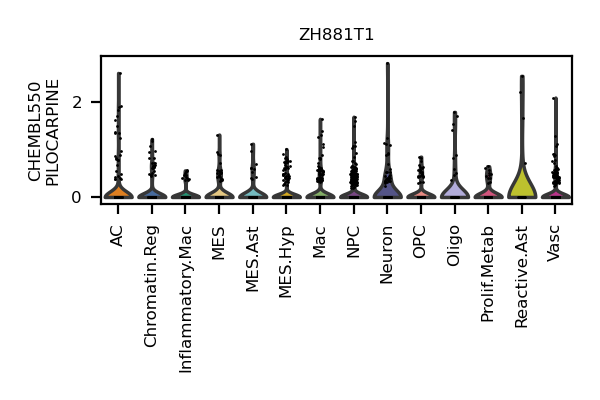 ZH881T1
CHEMBL550
PILOCARPINE
2
0
AC
Chromatin.Reg
Inflammatory.Mac
MES
MES.Ast
MES.Hyp
Mac
NPC
Neuron
OPC
Oligo
Prolif.Metab
Reactive.Ast
Vasc